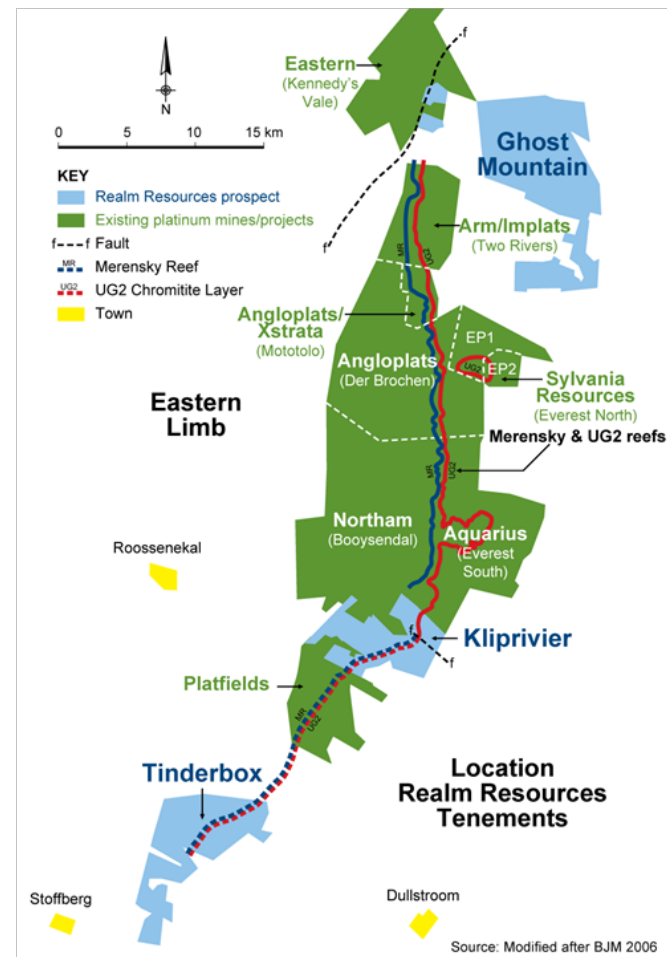 Eastern
(Kennedy's
Vale)
f
N
0 5 10 15 km
Ghost
Mountain
KEY
Realm Resources prospect
Existing platinum mines/projects
f f Fault
MR Merensky Reef
UG2 UG2 Chromitite Layer
Town
f
Arm/Implats
(Two Rivers)
MR
UG2
Angloplats/
Xstrata
(Mototolo)
EP1
Angloplats
(Der Brochen)
UG2
EP2
Sylvania
Resources
(Everest North)
Eastern
Limb
Merensky & UG2 reefs
MR
UG2
Northam
(Booysendal)
Aquarius
(Everest
South)
Roossenekal
f
Kliprivier
f
Platfields
MR
UG2
Tinderbox
Location
Realm Resources
Tenements
Stoffberg
Dullstroom
Source: Modified after BJM 2006